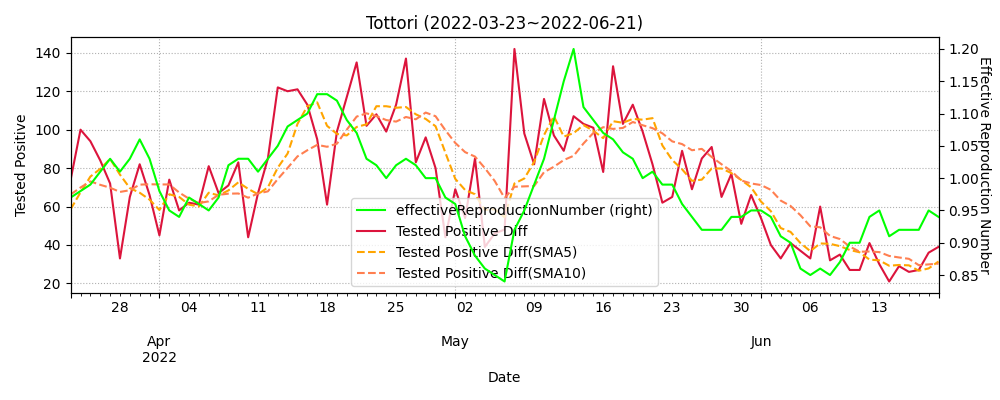 Tottori (2022-03-23~2022-06-21)
Tested Positive
140
120
100
80
60
40
20
1.20
1.15
1.10
1.05
1.00
0.95
0.90
0.85
Effective Reproduction Number
effectiveReproductionNumber (right)
Tested Positive Diff
Tested Positive Diff(SMA5)
Tested Positive Diff(SMA10)
28 04 11 18 25 02 09 16 23 30 06 13
Apr May Jun
2022
Date